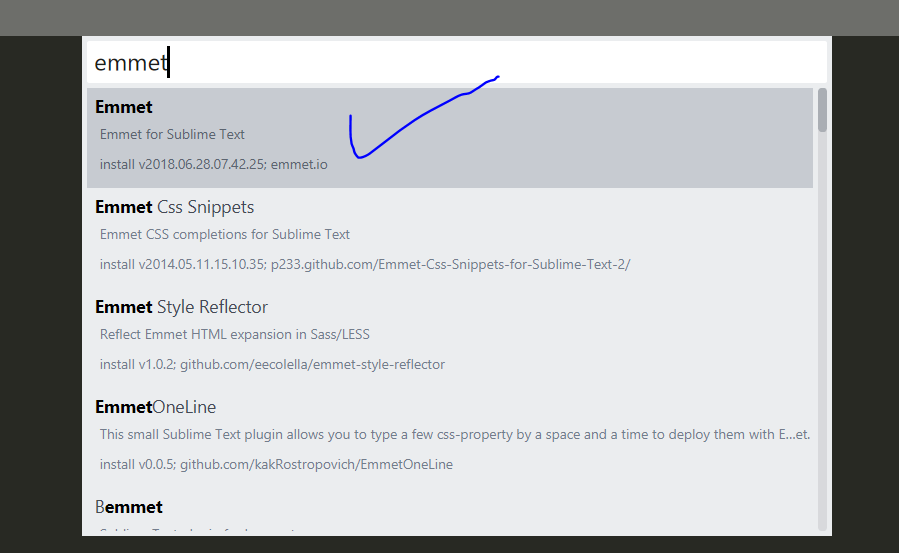 emmet
Emmet
Emmet for Sublime Text
install v2018.06.28.07.42.25; emmet.io
Emmet Css Snippets
Emmet CSS completions for Sublime Text
install v2014.05.11.15.10.35; p233.github.com/Emmet-Css-Snippets-for-Sublime-Text-2/
Emmet Style Reflector
Reflect Emmet HTML expansion in Sass/LESS
install v1.0.2; github.com/eecolella/emmet-style-reflector
EmmetOneLine
This small Sublime Text plugin allows you to type a few css-property by a space and a time to deploy them with E...et.
install v0.0.5; github.com/kakRostropovich/EmmetOneLine
Bemmet